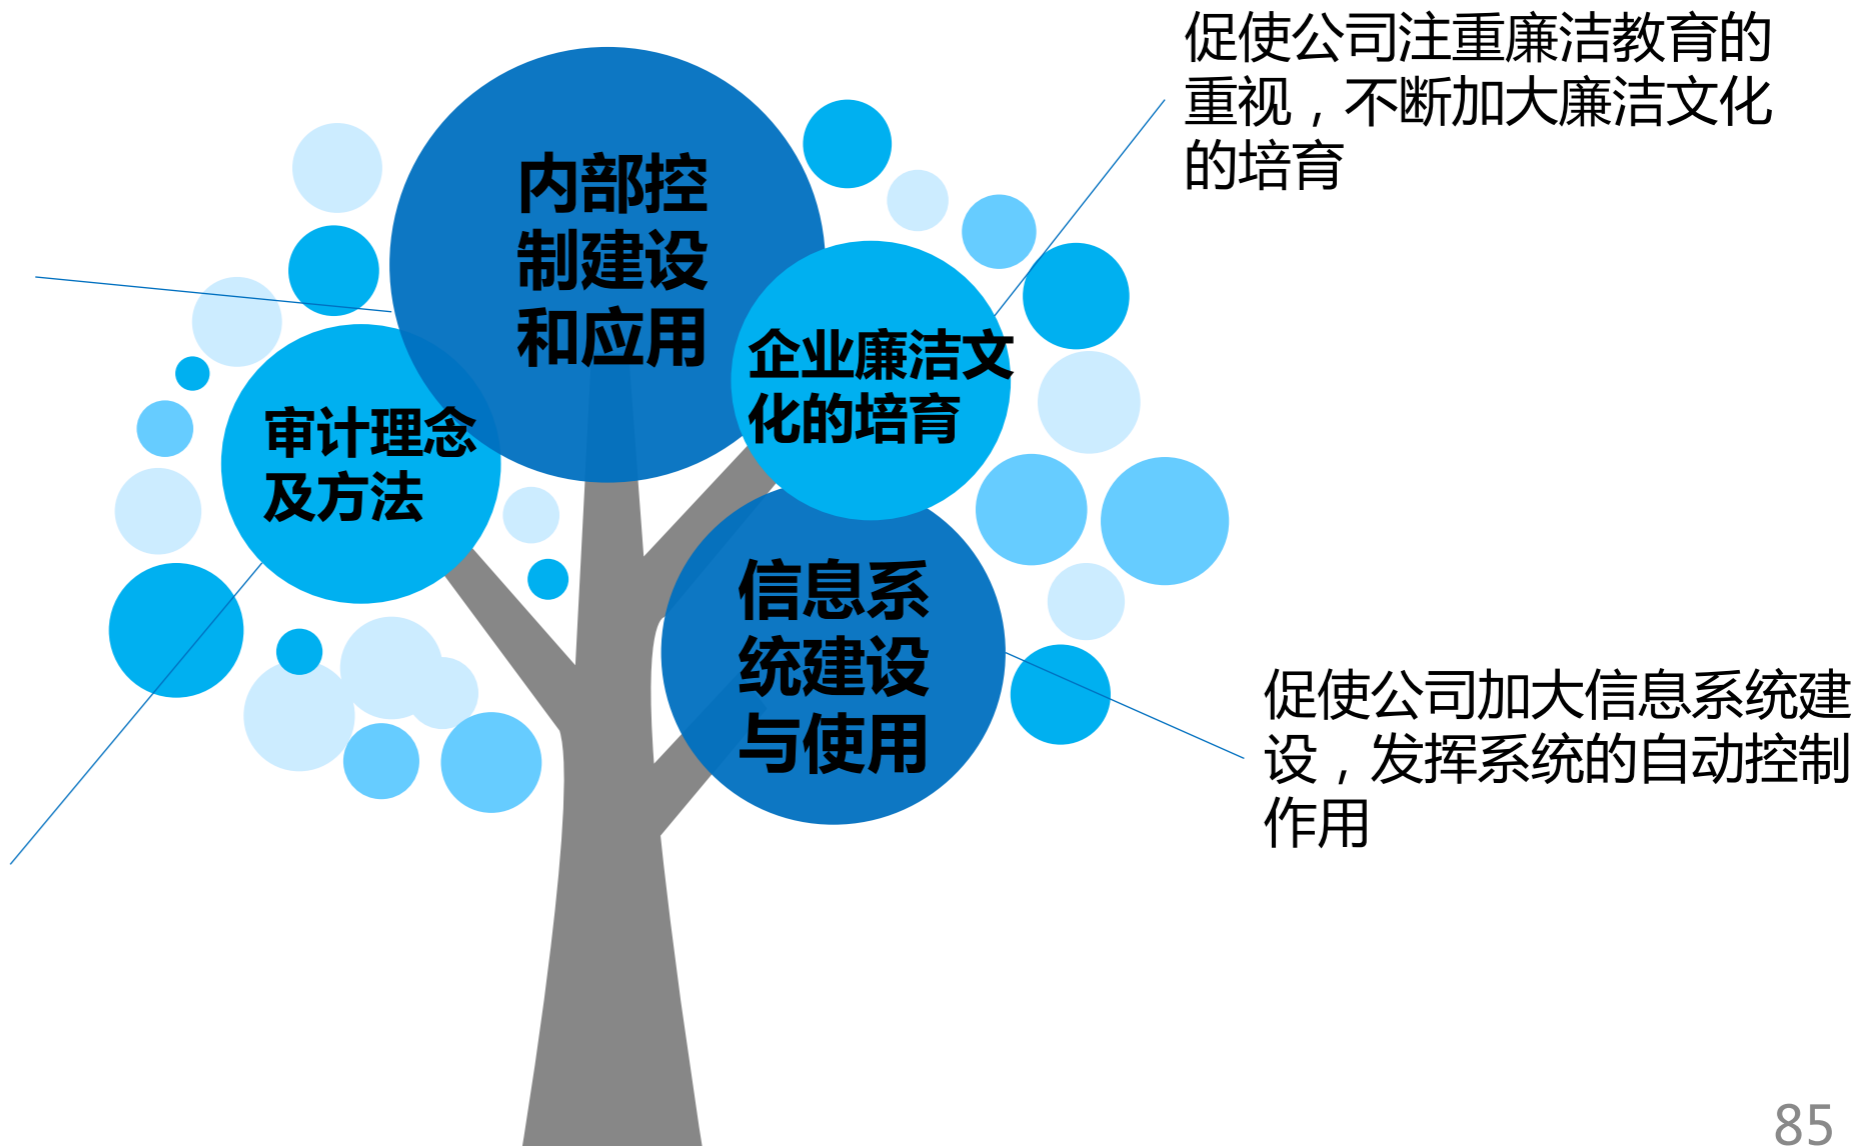 促使公司注重廉洁教育的
重视，不断加大廉洁文化
的培育
内部控
制建设
和应用
企业廉洁文
化的培育
审计理念
及方法
信息系
统建设
与使用
促使公司加大信息系统建
设，发挥系统的自动控制
作用
85